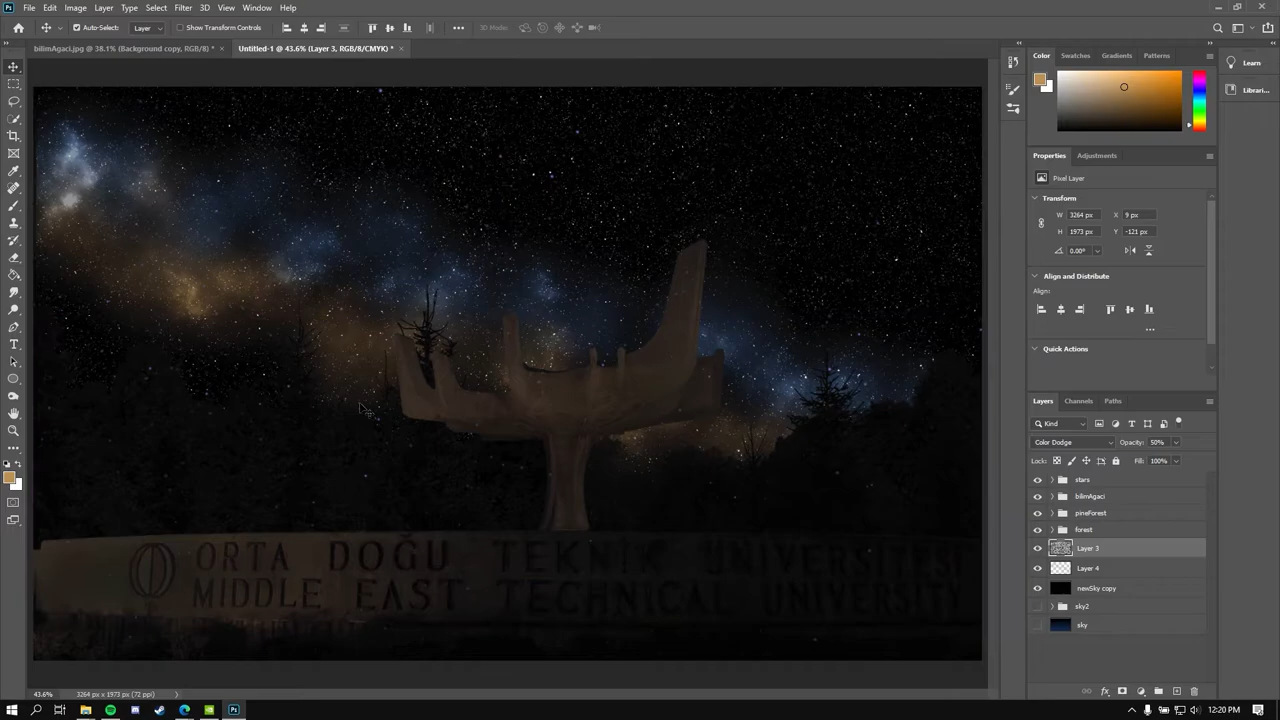 File Edit Image Layer Type Select Filter 3D View Window Help
Auto-Select: Layer Show Transform Controls 3D Mode:
bilimAgaci.jpg @ 38.1% (Background copy, RGB/8) * Untitled-1 @ 43.6% (Layer 3, RGB/8/CMYK) *
Color Swatches Gradients Patterns
Learn
Librari...
Properties Adjustments
Pixel Layer
Transform
W 3264 px X 9 px
H 1973 px Y -121 px
0.00°
Align and Distribute
Align:
Quick Actions
Layers Channels Paths
Kind
Color Dodge Opacity: 50%
Lock: Fill: 100%
stars
bilimAgaci
pineForest
forest
Layer 3
Layer 4
newSky copy
sky2
sky
ORTA DOĞU TEKNİK ÜNİVERSİTESİ
MIDDLE EAST TECHNICAL UNIVERSITY
43.6% 3264 px x 1973 px (72 ppi)
12:20 PM